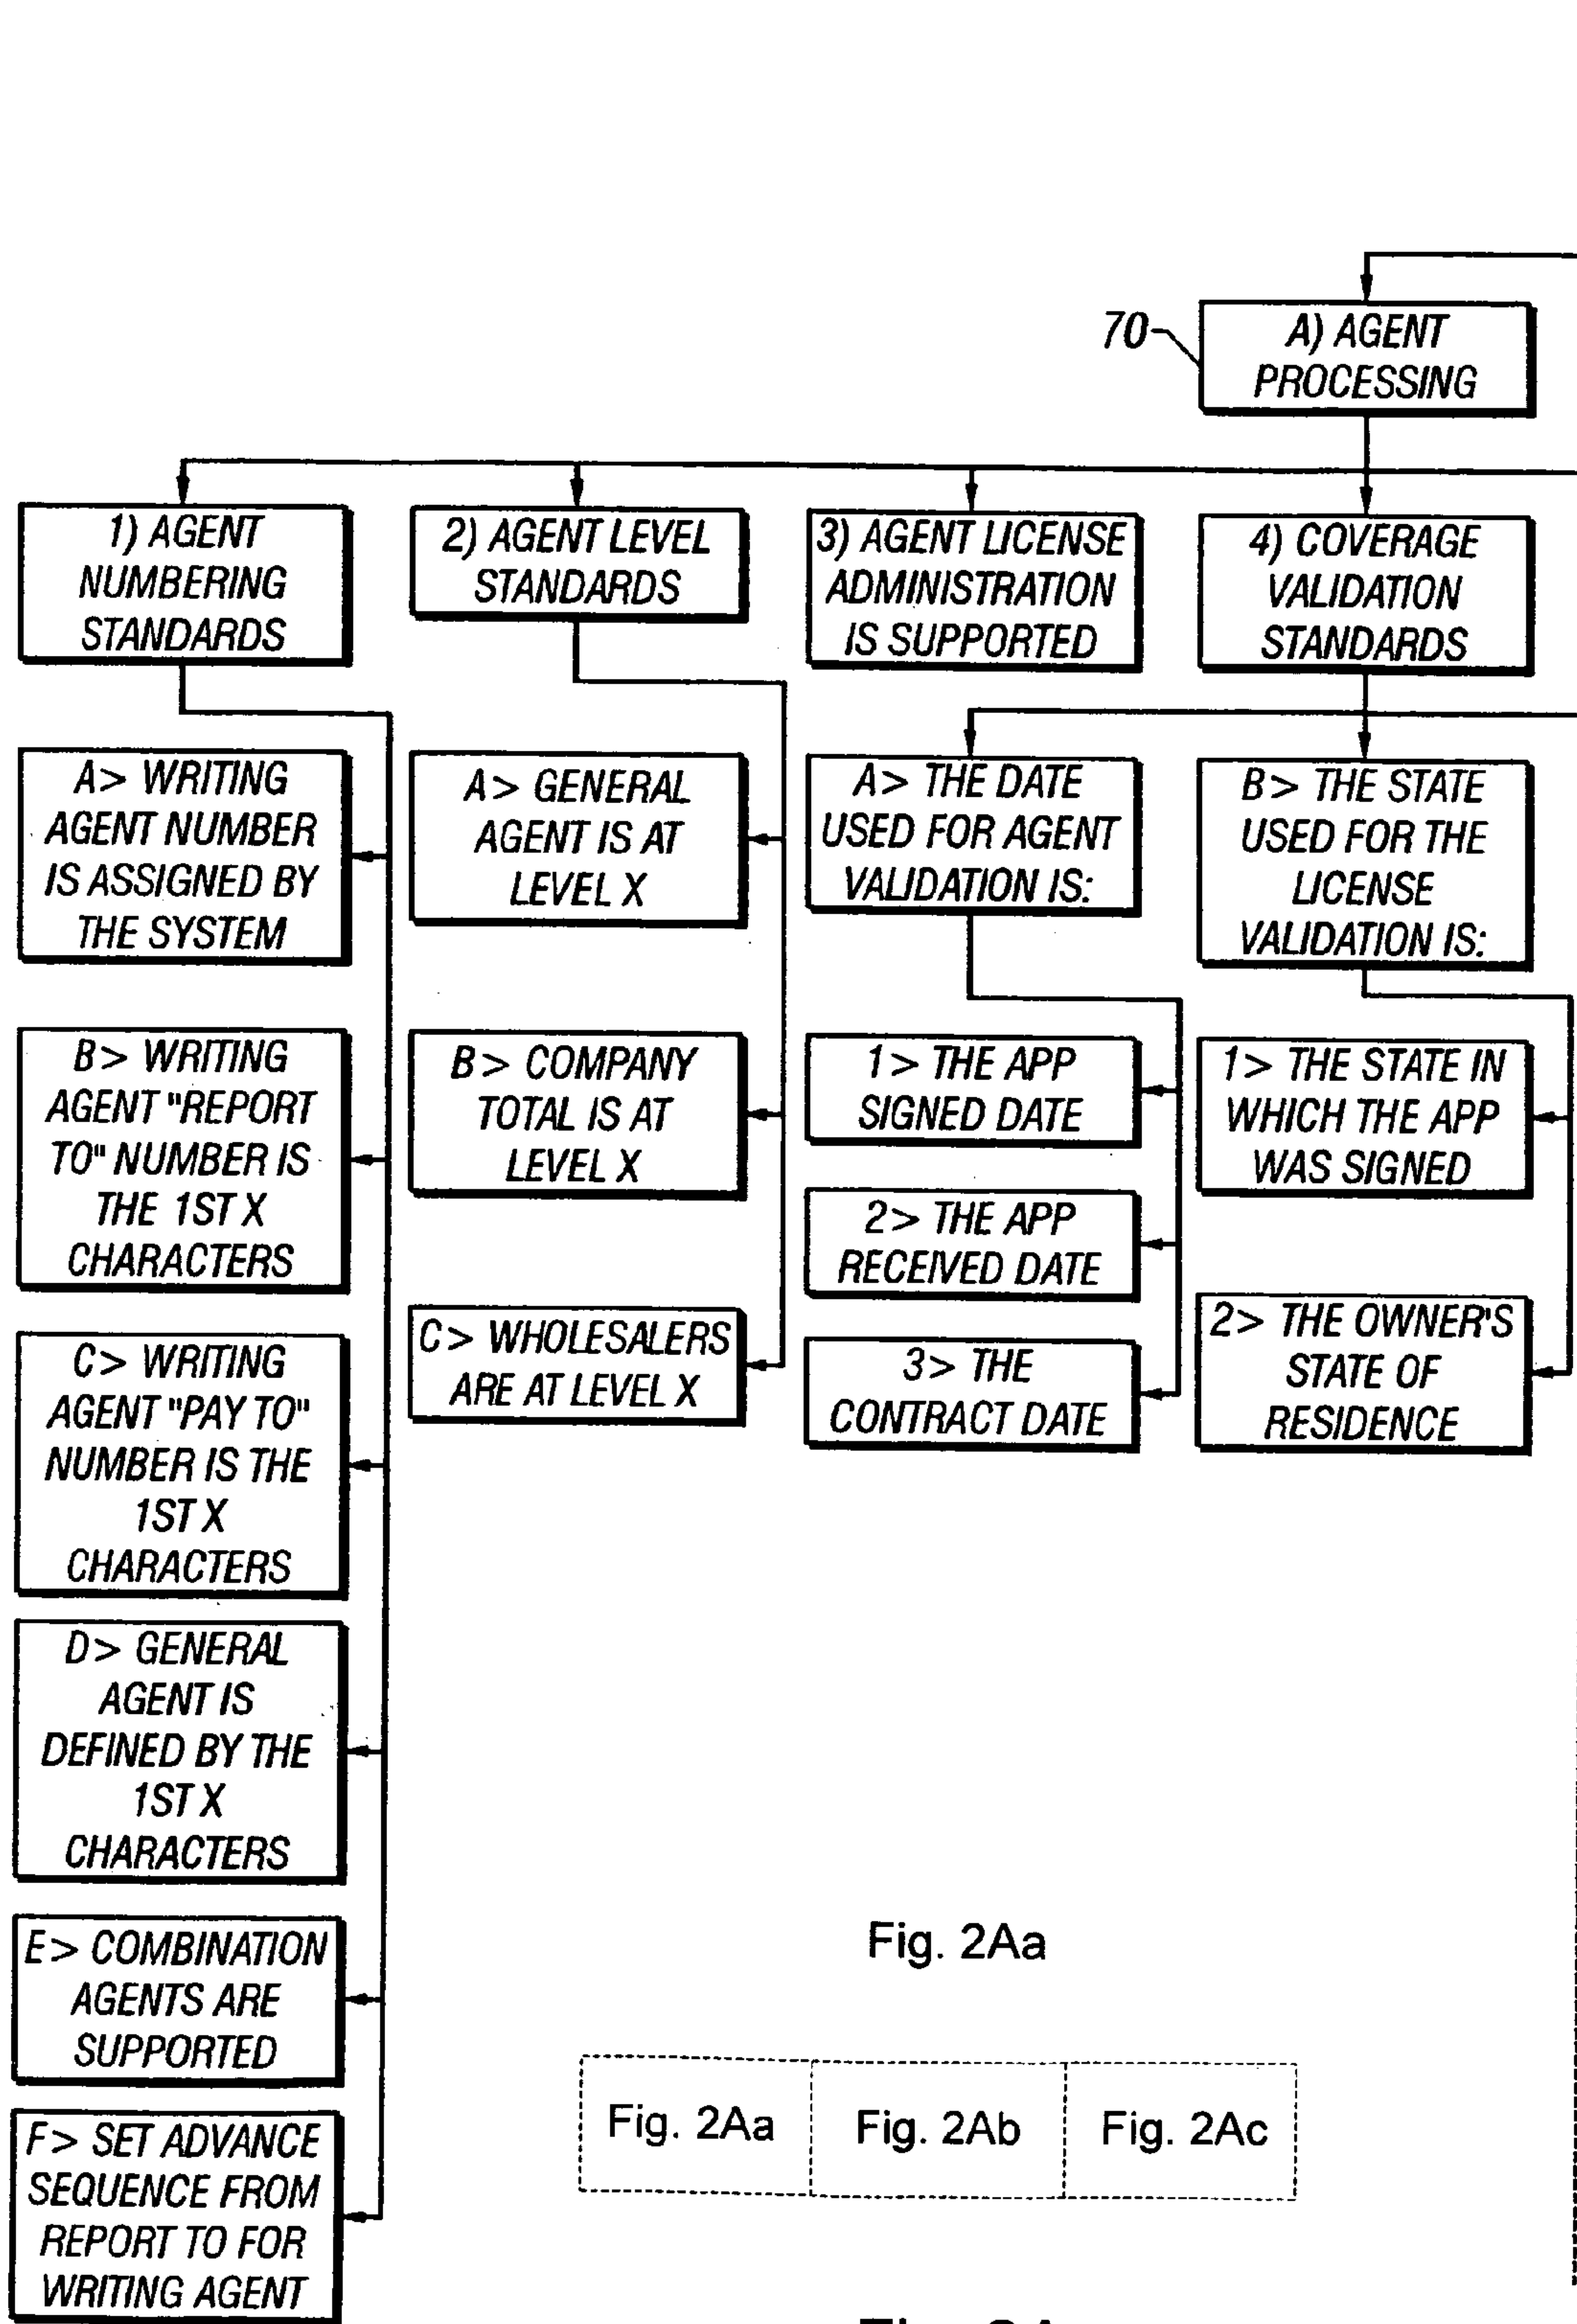 70
A) AGENT
PROCESSING
1) AGENT
NUMBERING
STANDARDS
2) AGENT LEVEL
STANDARDS
3) AGENT LICENSE
ADMINISTRATION
IS SUPPORTED
4) COVERAGE
VALIDATION
STANDARDS
A> WRITING
AGENT NUMBER
IS ASSIGNED BY
THE SYSTEM
B> WRITING
AGENT "REPORT
TO" NUMBER IS
THE 1ST X
CHARACTERS
C> WRITING
AGENT "PAY TO"
NUMBER IS THE
1ST X
CHARACTERS
D> GENERAL
AGENT IS
DEFINED BY THE
1ST X
CHARACTERS
E> COMBINATION
AGENTS ARE
SUPPORTED
F> SET ADVANCE
SEQUENCE FROM
REPORT TO FOR
WRITING AGENT
A> GENERAL
AGENT IS AT
LEVEL X
B> COMPANY
TOTAL IS AT
LEVEL X
C> WHOLESALERS
ARE AT LEVEL X
A> THE DATE
USED FOR AGENT
VALIDATION IS:
1> THE APP
SIGNED DATE
2> THE APP
RECEIVED DATE
3> THE
CONTRACT DATE
B> THE STATE
USED FOR THE
LICENSE
VALIDATION IS:
1> THE STATE IN
WHICH THE APP
WAS SIGNED
2> THE OWNER'S
STATE OF
RESIDENCE
Fig. 2Aa
Fig. 2Aa
Fig. 2Ab
Fig. 2Ac